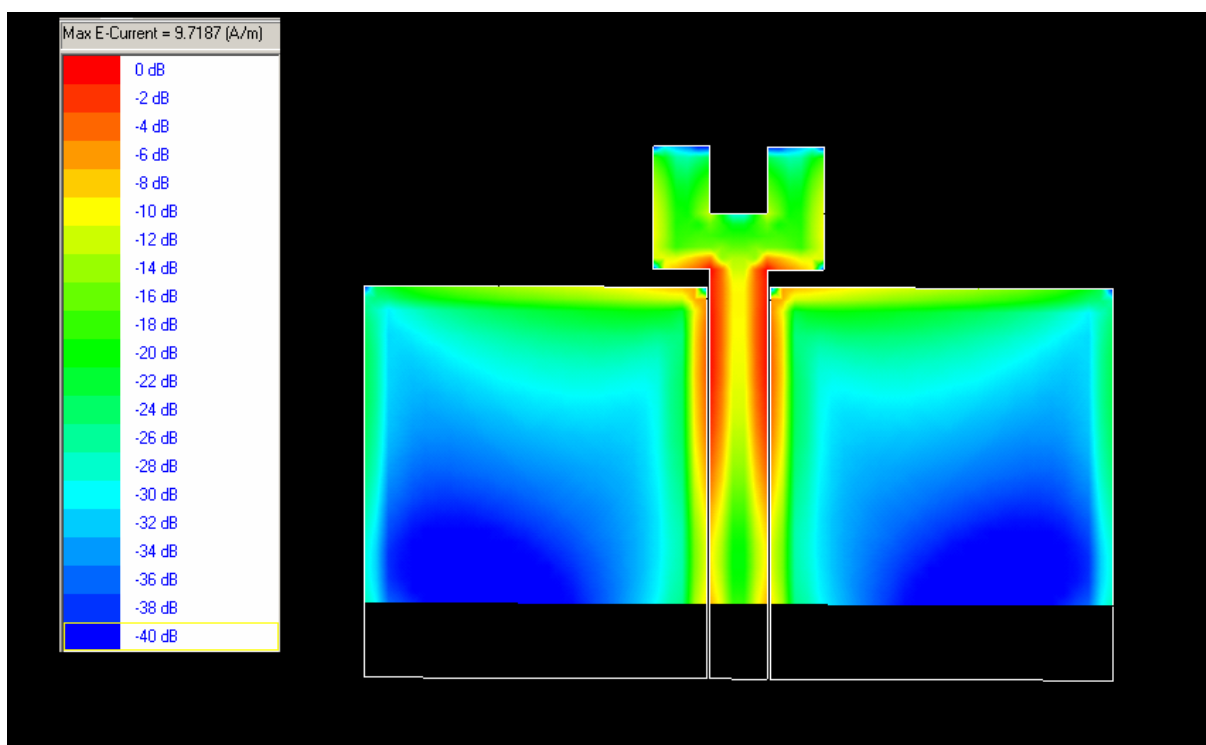 Max E-Current = 9.7187 (A/m)
0 dB
-2 dB
-4 dB
-6 dB
-8 dB
-10 dB
-12 dB
-14 dB
-16 dB
-18 dB
-20 dB
-22 dB
-24 dB
-26 dB
-28 dB
-30 dB
-32 dB
-34 dB
-36 dB
-38 dB
-40 dB